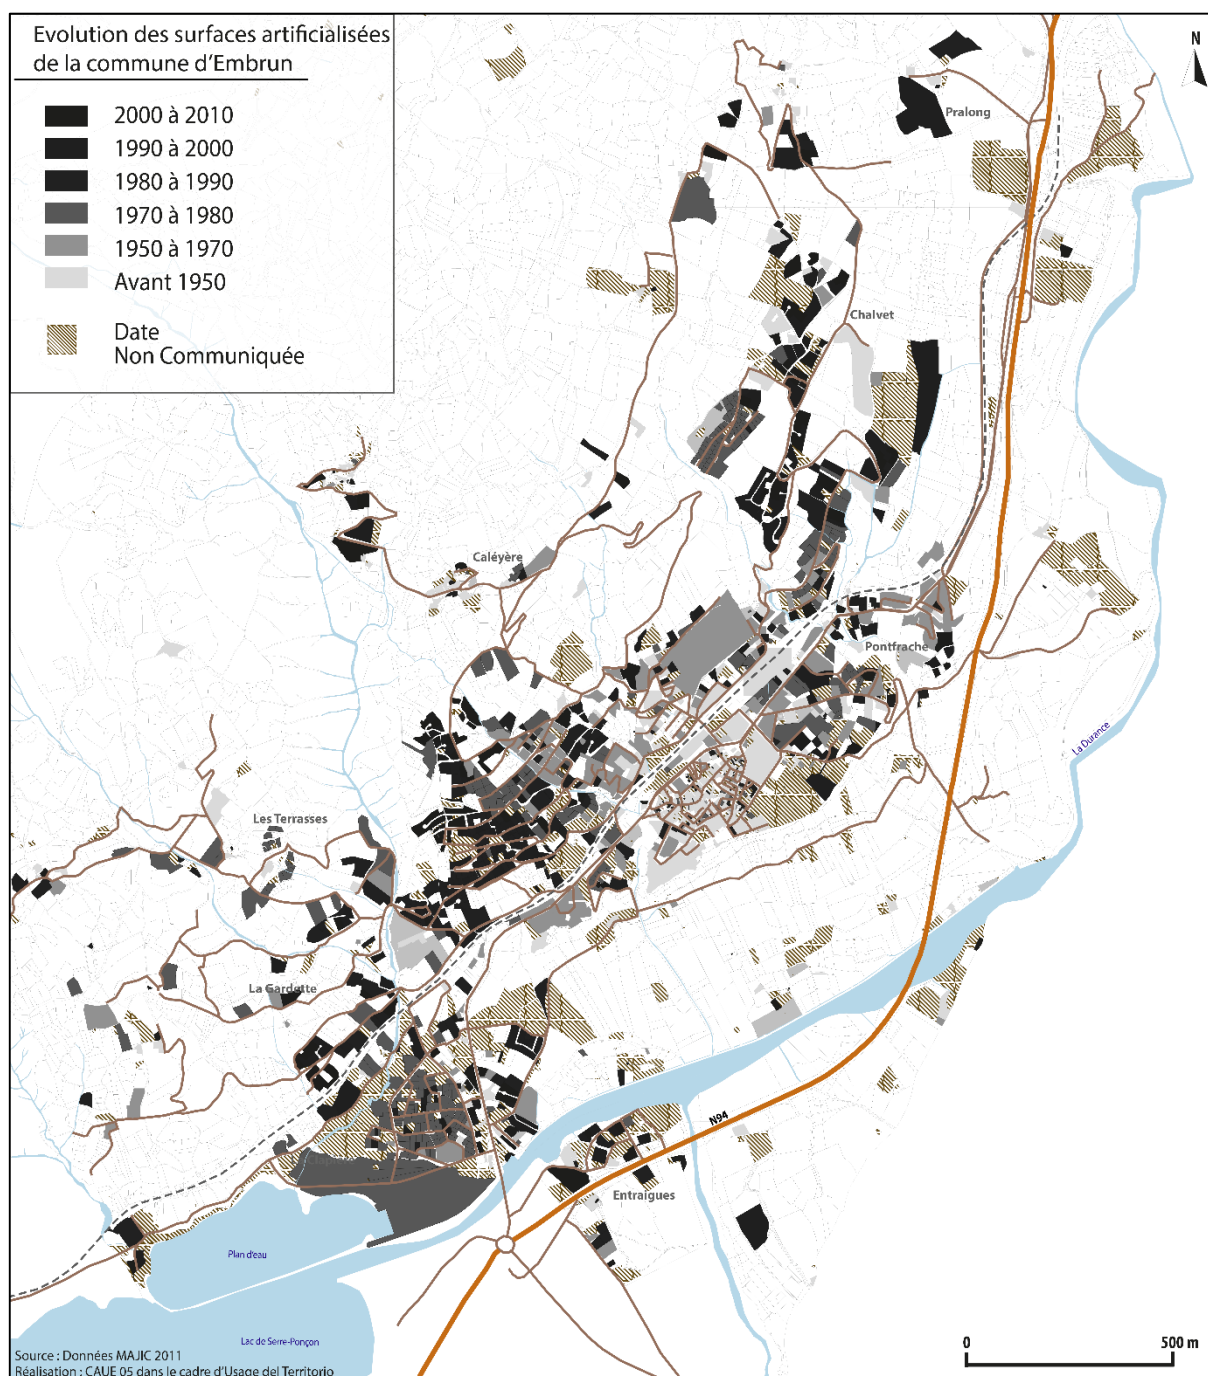 Evolution des surfaces artificialisées
de la commune d'Embrun
2000 à 2010
1990 à 2000
1980 à 1990
1970 à 1980
1950 à 1970
Avant 1950
Date
Non Communiquée
N
Pralong
Chalvet
Caléyère
Pontfrache
La Durance
Les Terrasses
La Gardette
N94
Entraigues
Plan d'eau
Lac de Serre-Ponçon
0 500 m
Source : Données MAJIC 2011
Réalisation : CAUE 05 dans le cadre d'Usage del Territorio